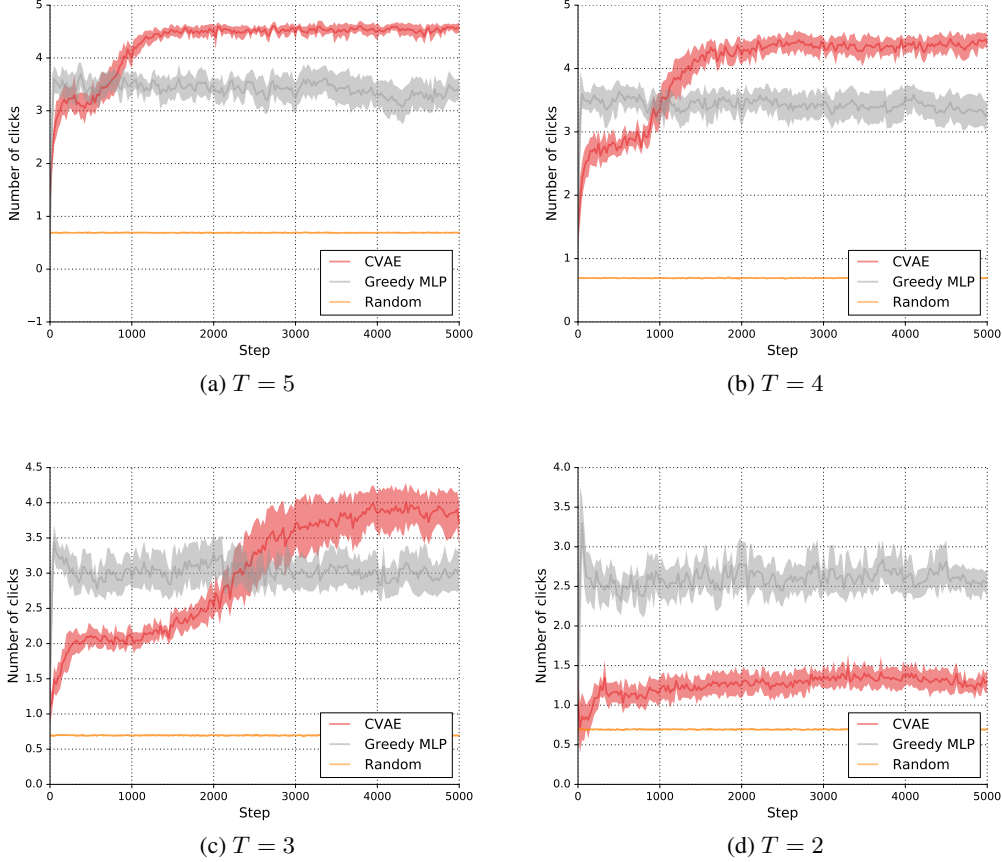 5
4
3
2
1
0
−1
Number of clicks
0 1000 2000 3000 4000 5000
Step
CVAE
Greedy MLP
Random
(a) T = 5
5
4
3
2
1
0
Number of clicks
0 1000 2000 3000 4000 5000
Step
CVAE
Greedy MLP
Random
(b) T = 4
4.5
4.0
3.5
3.0
2.5
2.0
1.5
1.0
0.5
0.0
Number of clicks
0 1000 2000 3000 4000 5000
Step
CVAE
Greedy MLP
Random
(c) T = 3
4.0
3.5
3.0
2.5
2.0
1.5
1.0
0.5
0.0
Number of clicks
0 1000 2000 3000 4000 5000
Step
CVAE
Greedy MLP
Random
(d) T = 2